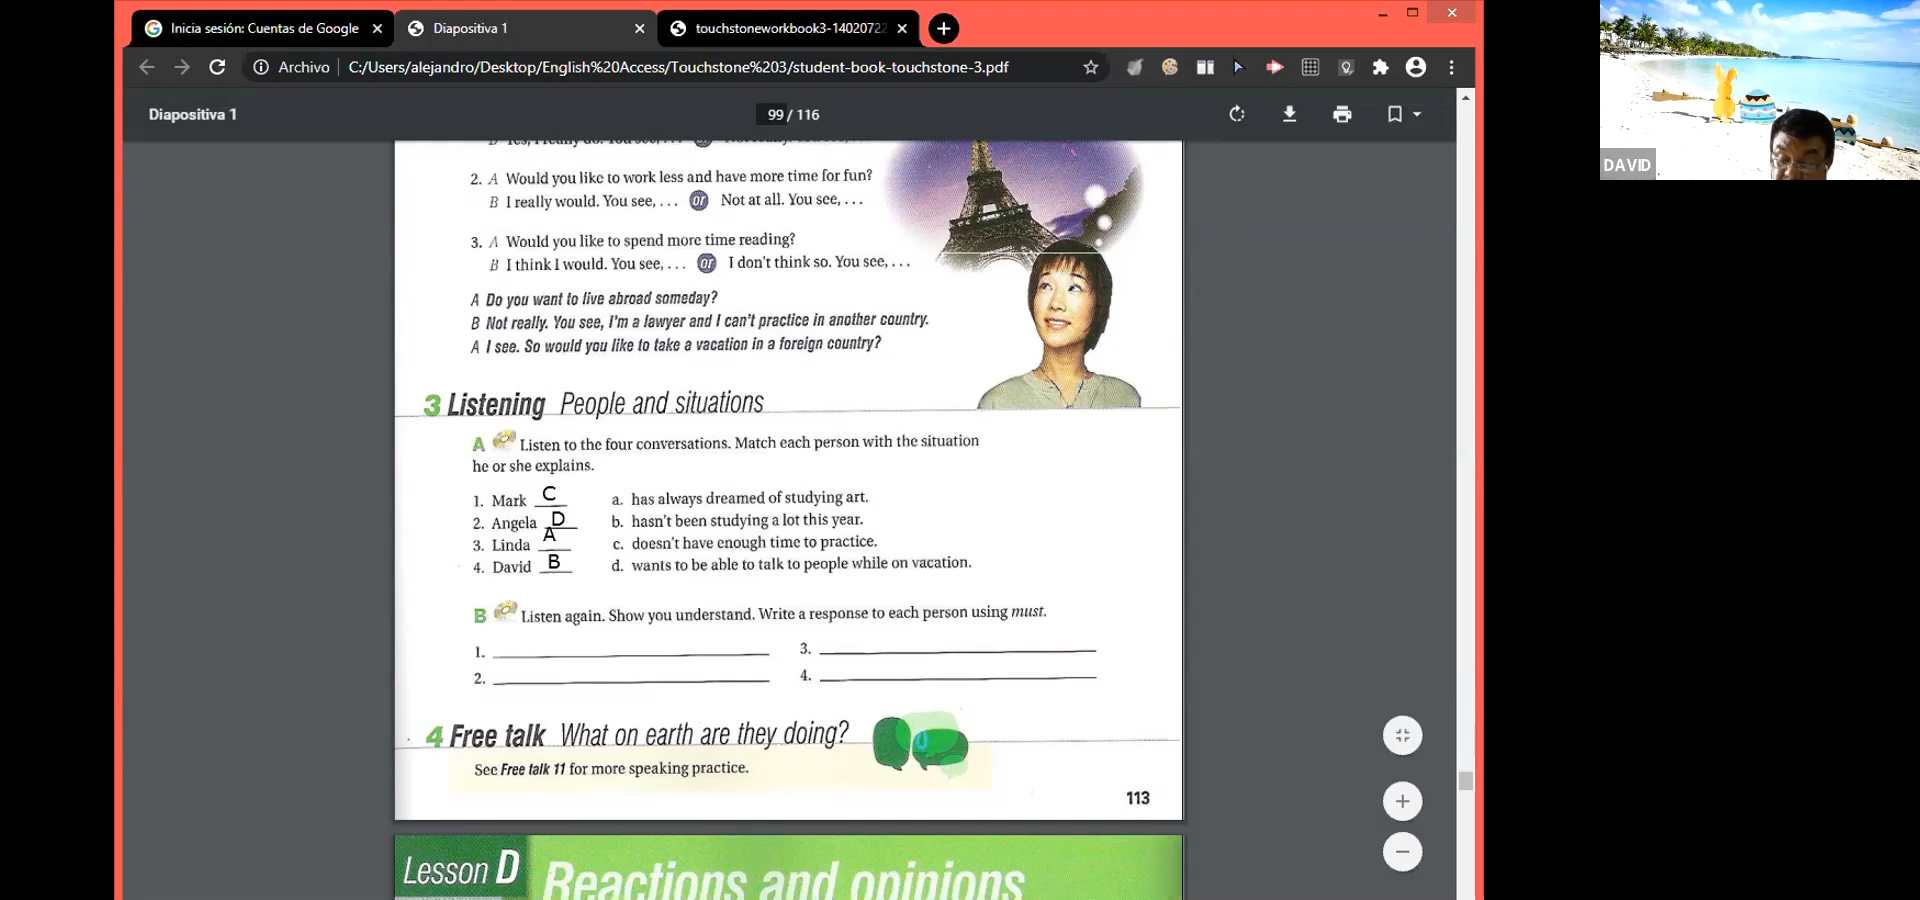 Inicia sesión: Cuentas de Google
Diapositiva 1
touchstoneworkbook3-14020722
Archivo
C:/Users/alejandro/Desktop/English%20Access/Touchstone%203/student-book-touchstone-3.pdf
Diapositiva 1
99 / 116
DAVID
2. A Would you like to work less and have more time for fun?
B I really would. You see, . . . or Not at all. You see, . . .
3. A Would you like to spend more time reading?
B I think I would. You see, . . . or I don't think so. You see, . . .
A Do you want to live abroad someday?
B Not really. You see, I'm a lawyer and I can't practice in another country.
A I see. So would you like to take a vacation in a foreign country?
3 Listening People and situations
A Listen to the four conversations. Match each person with the situation
he or she explains.
1. Mark C a. has always dreamed of studying art.
2. Angela D b. hasn't been studying a lot this year.
3. Linda A c. doesn't have enough time to practice.
4. David B d. wants to be able to talk to people while on vacation.
B Listen again. Show you understand. Write a response to each person using must.
1. 3.
2. 4.
4 Free talk What on earth are they doing?
See Free talk 11 for more speaking practice.
113
Lesson D Reactions and opinions